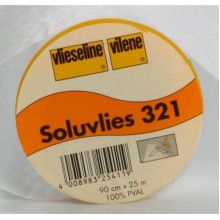 vlieseline vilene
Soluvlies 321
4 008983 254119
90 cm x 25 m
100% PVAL